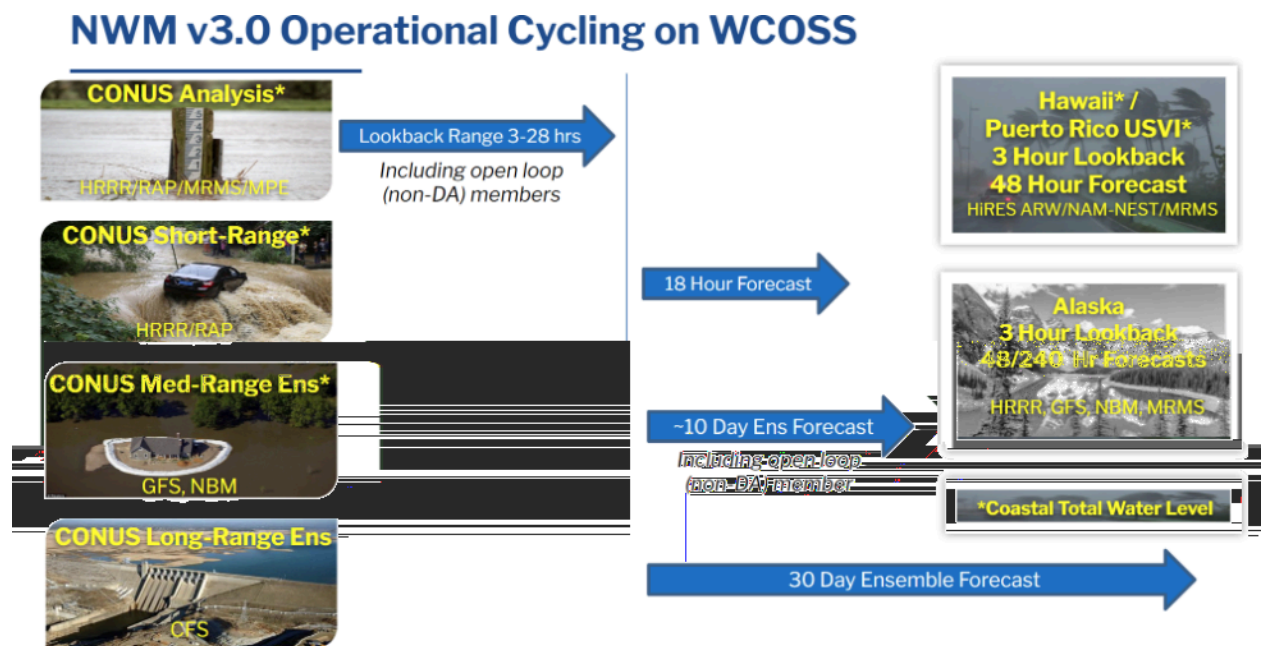 NWM v3.0 Operational Cycling on WCOSS
CONUS Analysis*
HRRR/RAP/MRMS/MPE
Lookback Range 3-28 hrs
Including open loop
(non-DA) members
CONUS Short-Range*
HRRR/RAP
18 Hour Forecast
CONUS Med-Range Ens*
GFS, NBM
~10 Day Ens Forecast
Including open loop
(non-DA) member
CONUS Long-Range Ens
CFS
30 Day Ensemble Forecast
Hawaii* /
Puerto Rico USVI*
3 Hour Lookback
48 Hour Forecast
HiRES ARW/NAM-NEST/MRMS
Alaska
3 Hour Lookback
48/240 Hr Forecasts
HRRR, GFS, NBM, MRMS
*Coastal Total Water Level